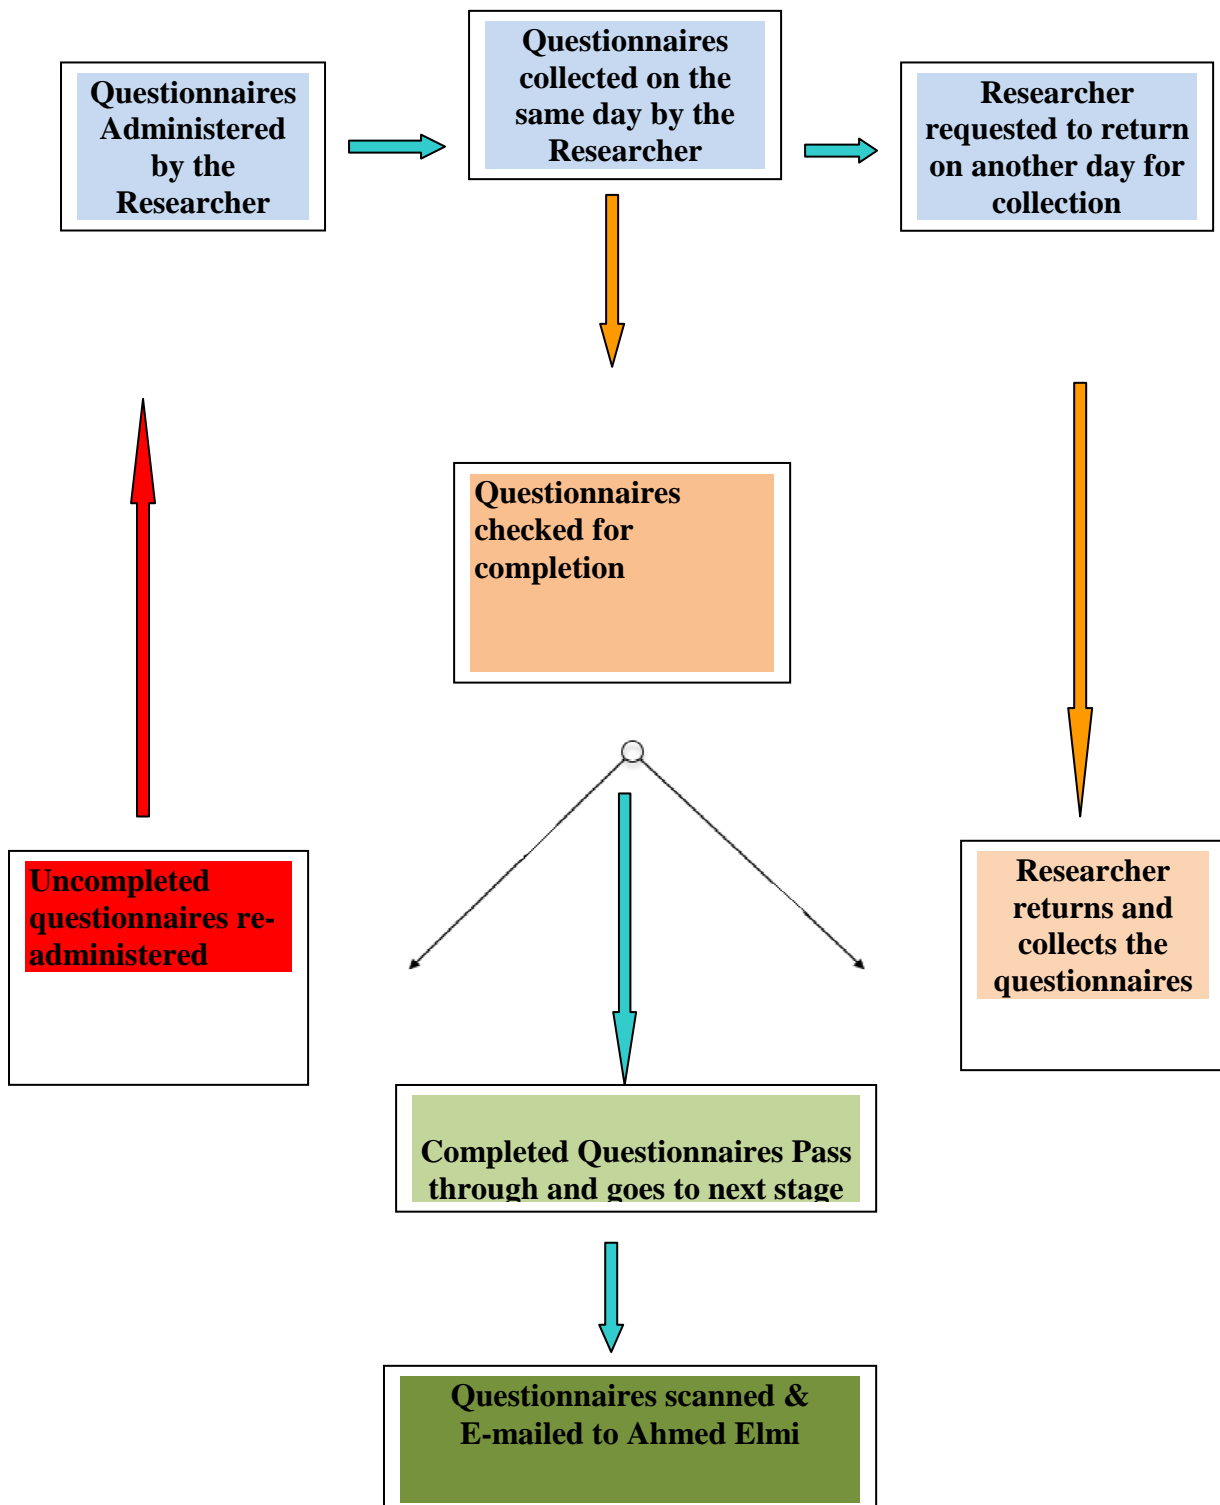 Questionnaires
Administered
by the
Researcher
Questionnaires
collected on the
same day by the
Researcher
Researcher
requested to return
on another day for
collection
Questionnaires
checked for
completion
Uncompleted
questionnaires re-
administered
Researcher
returns and
collects the
questionnaires
Completed Questionnaires Pass
through and goes to next stage
Questionnaires scanned &
E-mailed to Ahmed Elmi